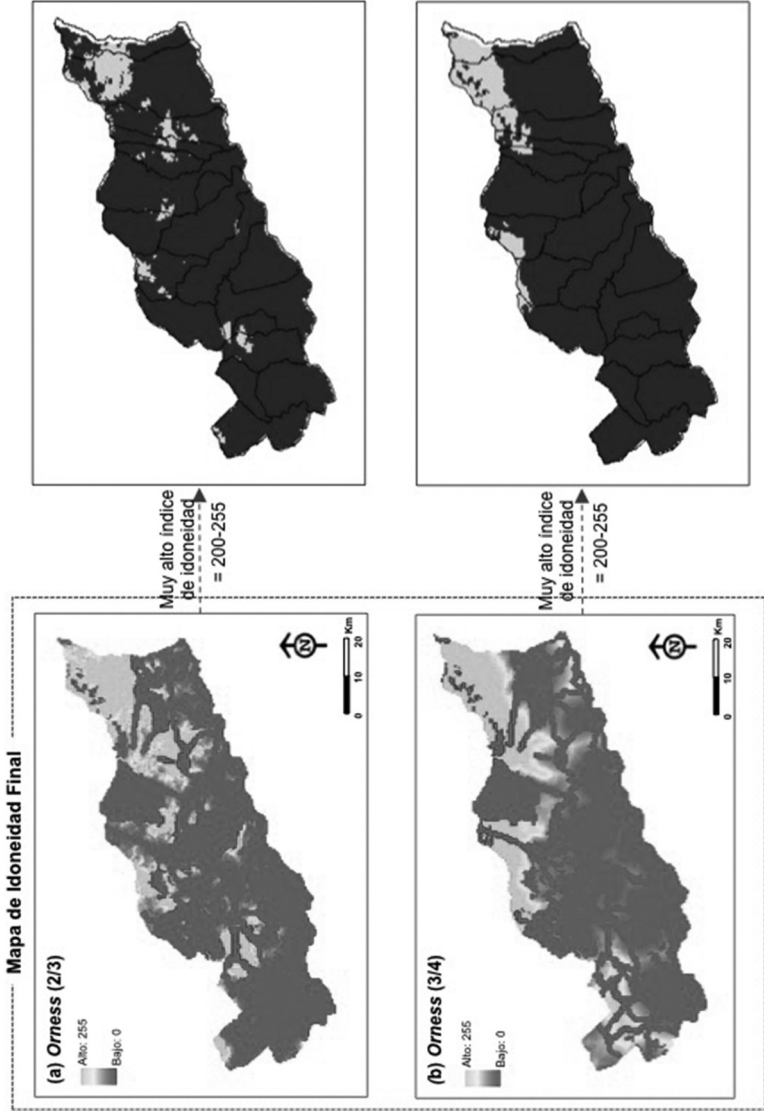 Mapa de Idoneidad Final
(a) Orness (2/3)
Alto: 255
Bajo: 0
N
0 10 20 Km
Muy alto índice
de idoneidad
= 200-255
(b) Orness (3/4)
Alto: 255
Bajo: 0
N
0 10 20 Km
Muy alto índice
de idoneidad
= 200-255